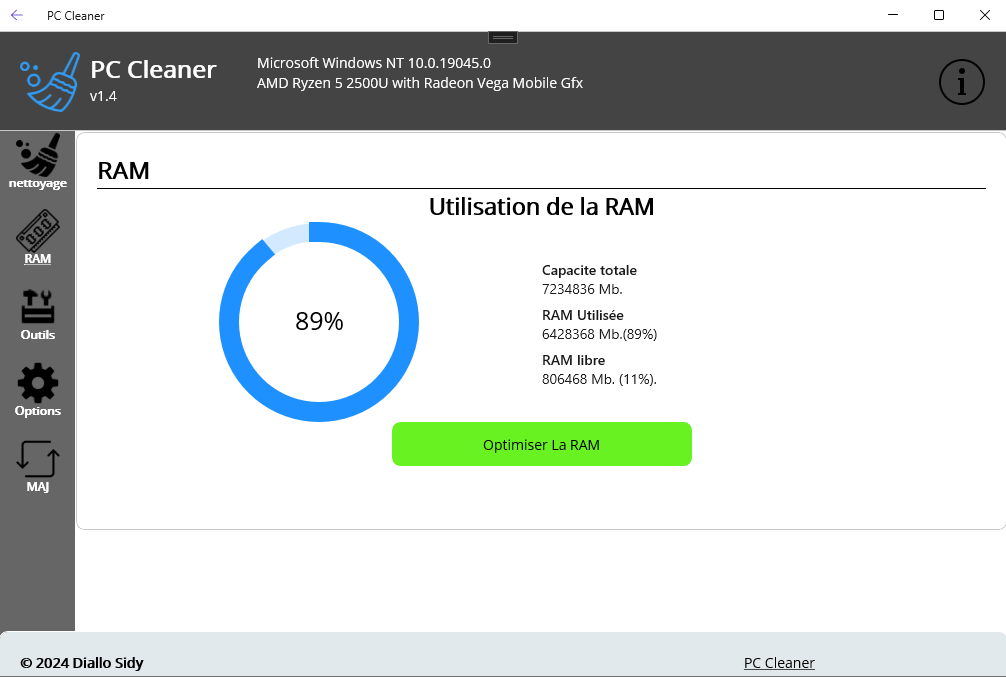 PC Cleaner
PC Cleaner
v1.4
Microsoft Windows NT 10.0.19045.0
AMD Ryzen 5 2500U with Radeon Vega Mobile Gfx
nettoyage
RAM
Outils
Options
MAJ
RAM
Utilisation de la RAM
89%
Capacite totale
7234836 Mb.
RAM Utilisée
6428368 Mb.(89%)
RAM libre
806468 Mb. (11%).
Optimiser La RAM
© 2024 Diallo Sidy
PC Cleaner